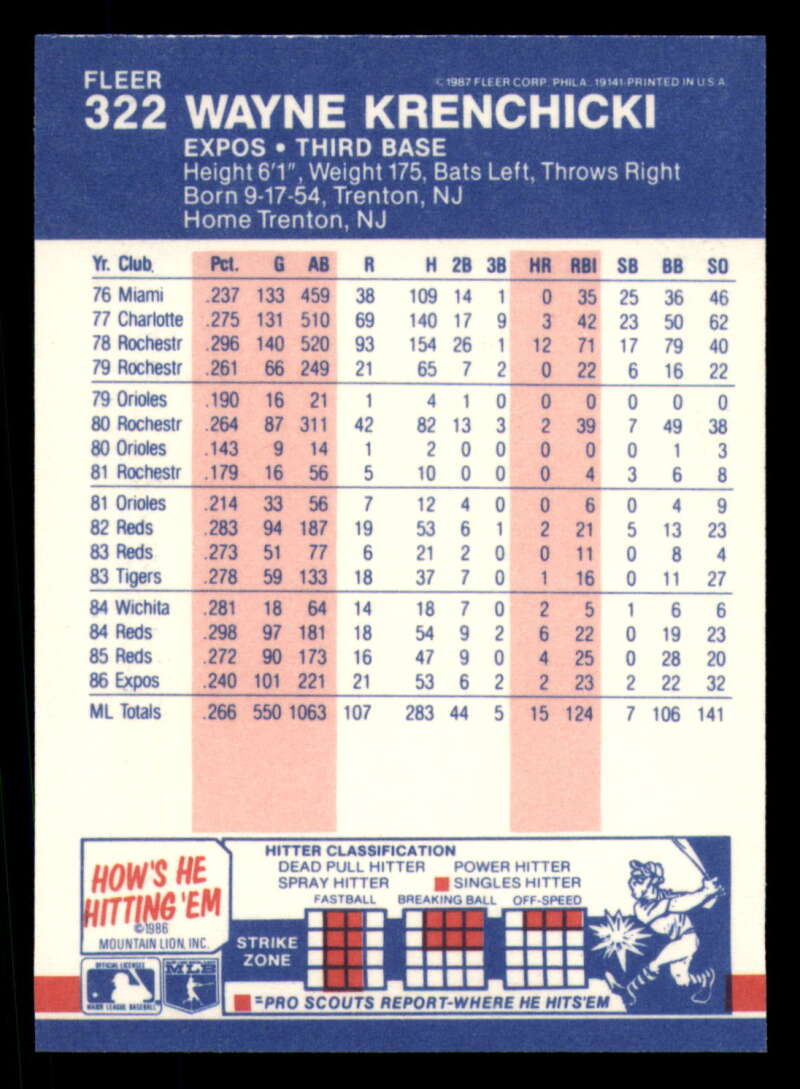 FLEER
©1987 FLEER CORP., PHILA., 19141-PRINTED IN U.S.A.
322 WAYNE KRENCHICKI
EXPOS • THIRD BASE
Height 6'1", Weight 175, Bats Left, Throws Right
Born 9-17-54, Trenton, NJ
Home Trenton, NJ
Yr. Club Pct. G AB R H 2B 3B HR RBI SB BB SO
76 Miami .237 133 459 38 109 14 1 0 35 25 36 46
77 Charlotte .275 131 510 69 140 17 9 3 42 23 50 62
78 Rochestr .296 140 520 93 154 26 1 12 71 17 79 40
79 Rochestr .261 66 249 21 65 7 2 0 22 6 16 22
79 Orioles .190 16 21 1 4 1 0 0 0 0 0 0
80 Rochestr .264 87 311 42 82 13 3 2 39 7 49 38
80 Orioles .143 9 14 1 2 0 0 0 0 0 1 3
81 Rochestr .179 16 56 5 10 0 0 0 4 3 6 8
81 Orioles .214 33 56 7 12 4 0 0 6 0 4 9
82 Reds .283 94 187 19 53 6 1 2 21 5 13 23
83 Reds .273 51 77 6 21 2 0 0 11 0 8 4
83 Tigers .278 59 133 18 37 7 0 1 16 0 11 27
84 Wichita .281 18 64 14 18 7 0 2 5 1 6 6
84 Reds .298 97 181 18 54 9 2 6 22 0 19 23
85 Reds .272 90 173 16 47 9 0 4 25 0 28 20
86 Expos .240 101 221 21 53 6 2 2 23 2 22 32
ML Totals .266 550 1063 107 283 44 5 15 124 7 106 141
HOW'S HE
HITTING 'EM
©1986
MOUNTAIN LION, INC.
HITTER CLASSIFICATION
DEAD PULL HITTER POWER HITTER
SPRAY HITTER SINGLES HITTER
FASTBALL BREAKING BALL OFF-SPEED
STRIKE
ZONE
=PRO SCOUTS REPORT-WHERE HE HITS 'EM
OFFICIAL LICENSEE
MAJOR LEAGUE BASEBALL
MLB